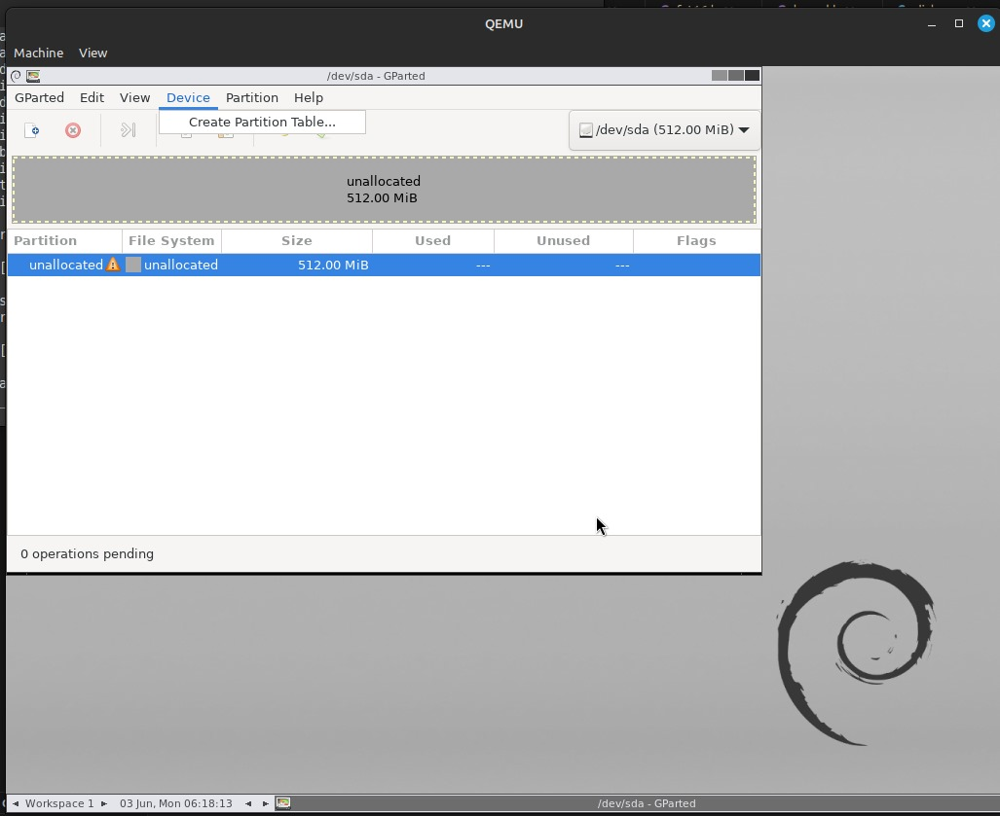 QEMU
Machine View
/dev/sda - GParted
GParted Edit View Device Partition Help
Create Partition Table...
/dev/sda (512.00 MiB)
unallocated
512.00 MiB
Partition File System Size Used Unused Flags
unallocated unallocated 512.00 MiB --- ---
0 operations pending
Workspace 1 03 Jun, Mon 06:18:13 /dev/sda - GParted